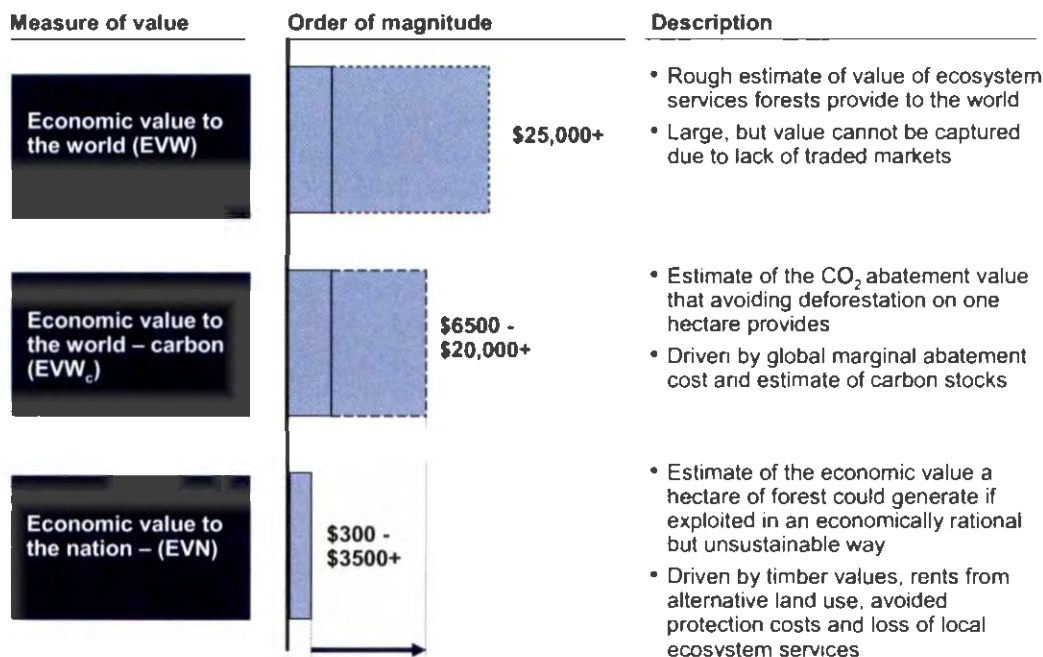 Measure of value
Order of magnitude
Description
Economic value to
the world (EVW)
$25,000+
• Rough estimate of value of ecosystem
services forests provide to the world
• Large, but value cannot be captured
due to lack of traded markets
Economic value to
the world – carbon
(EVWc)
$6500 -
$20,000+
• Estimate of the CO2 abatement value
that avoiding deforestation on one
hectare provides
• Driven by global marginal abatement
cost and estimate of carbon stocks
Economic value to
the nation – (EVN)
$300 -
$3500+
• Estimate of the economic value a
hectare of forest could generate if
exploited in an economically rational
but unsustainable way
• Driven by timber values, rents from
alternative land use, avoided
protection costs and loss of local
ecosystem services